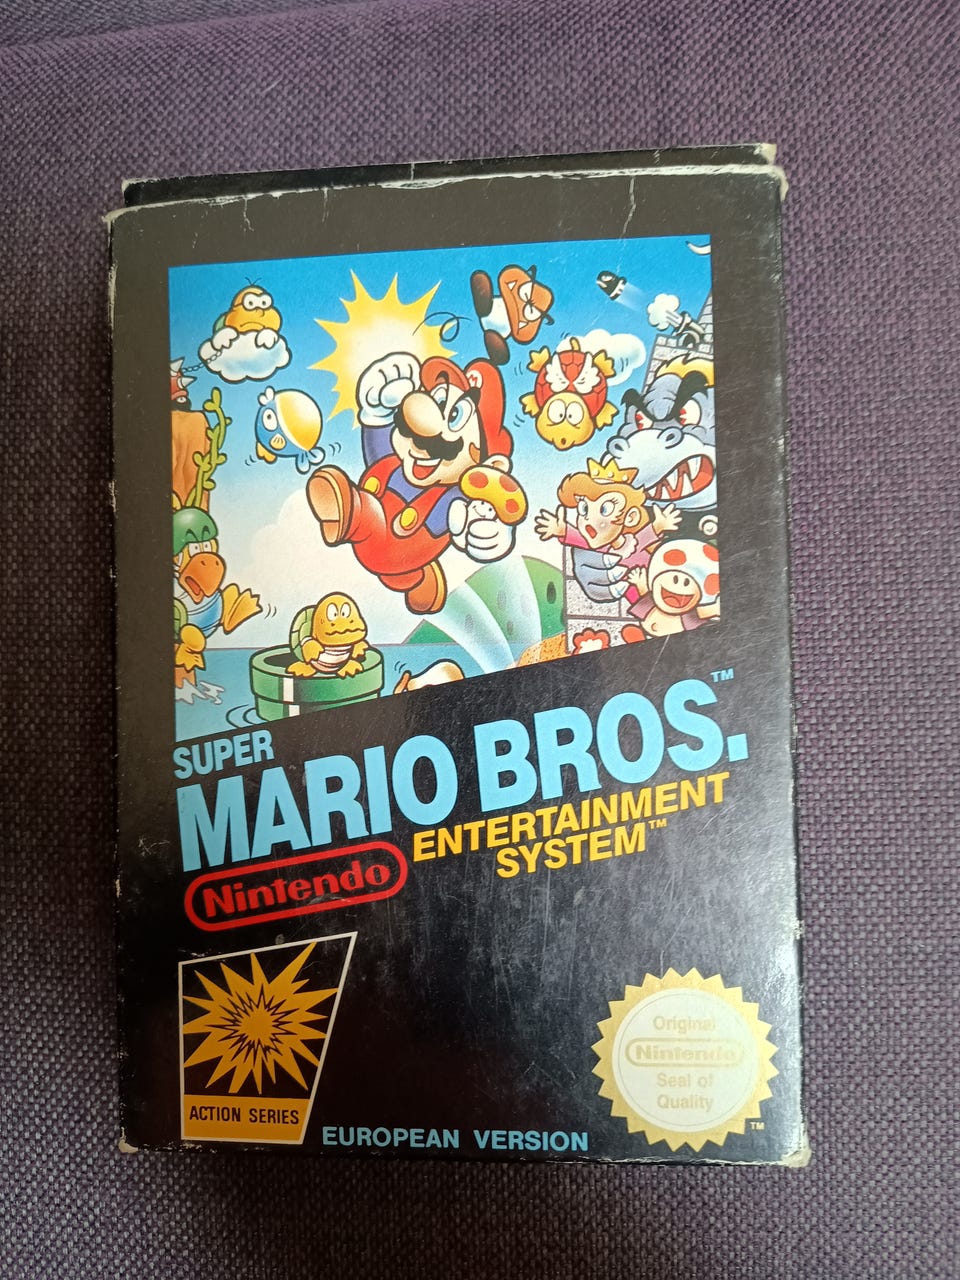 SUPER
MARIO BROS.™
ENTERTAINMENT
SYSTEM™
Nintendo
ACTION SERIES
EUROPEAN VERSION
Original
Nintendo
Seal of
Quality
™
M